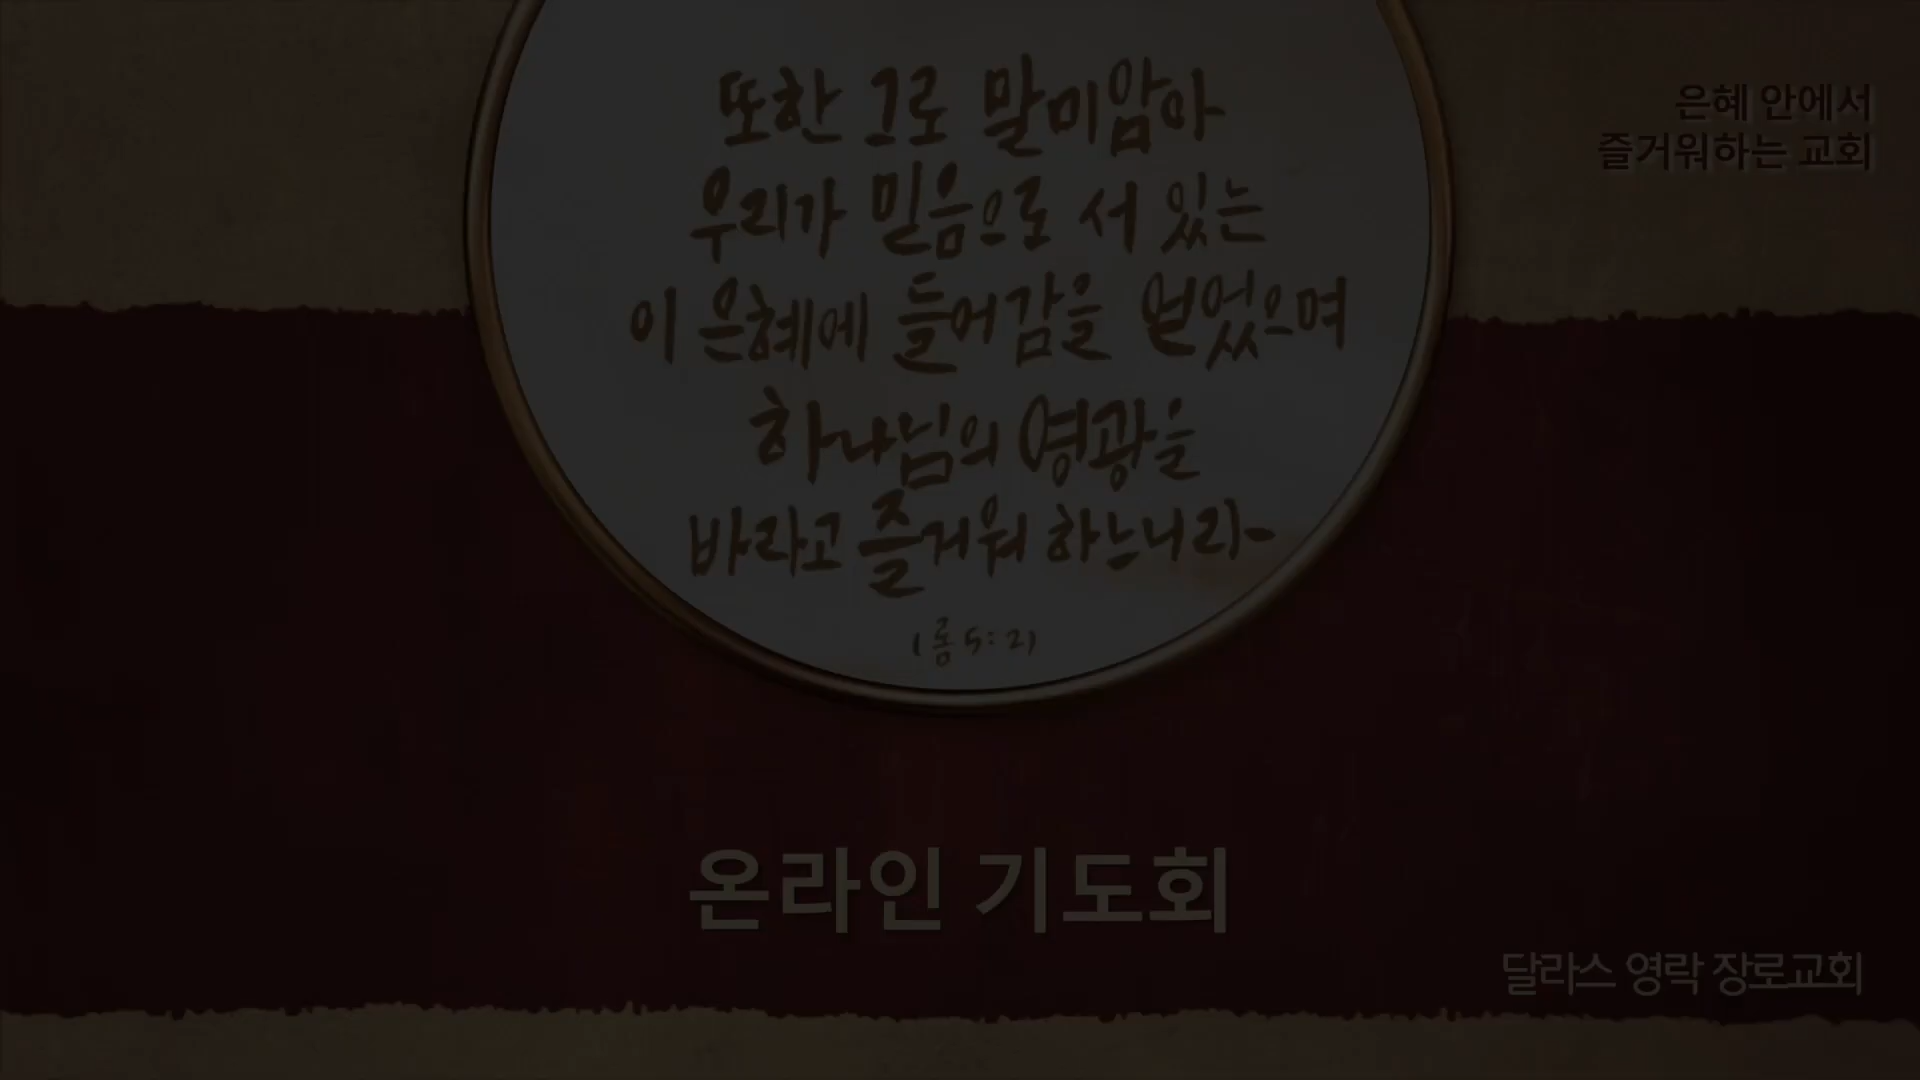 또한 그로 말미암아
우리가 믿음으로 서 있는
이 은혜에 들어감을 얻었으며
하나님의 영광을
바라고 즐거워 하느니라
(롬 5:2)
은혜 안에서
즐거워하는 교회
온라인 기도회
달라스 영락 장로교회